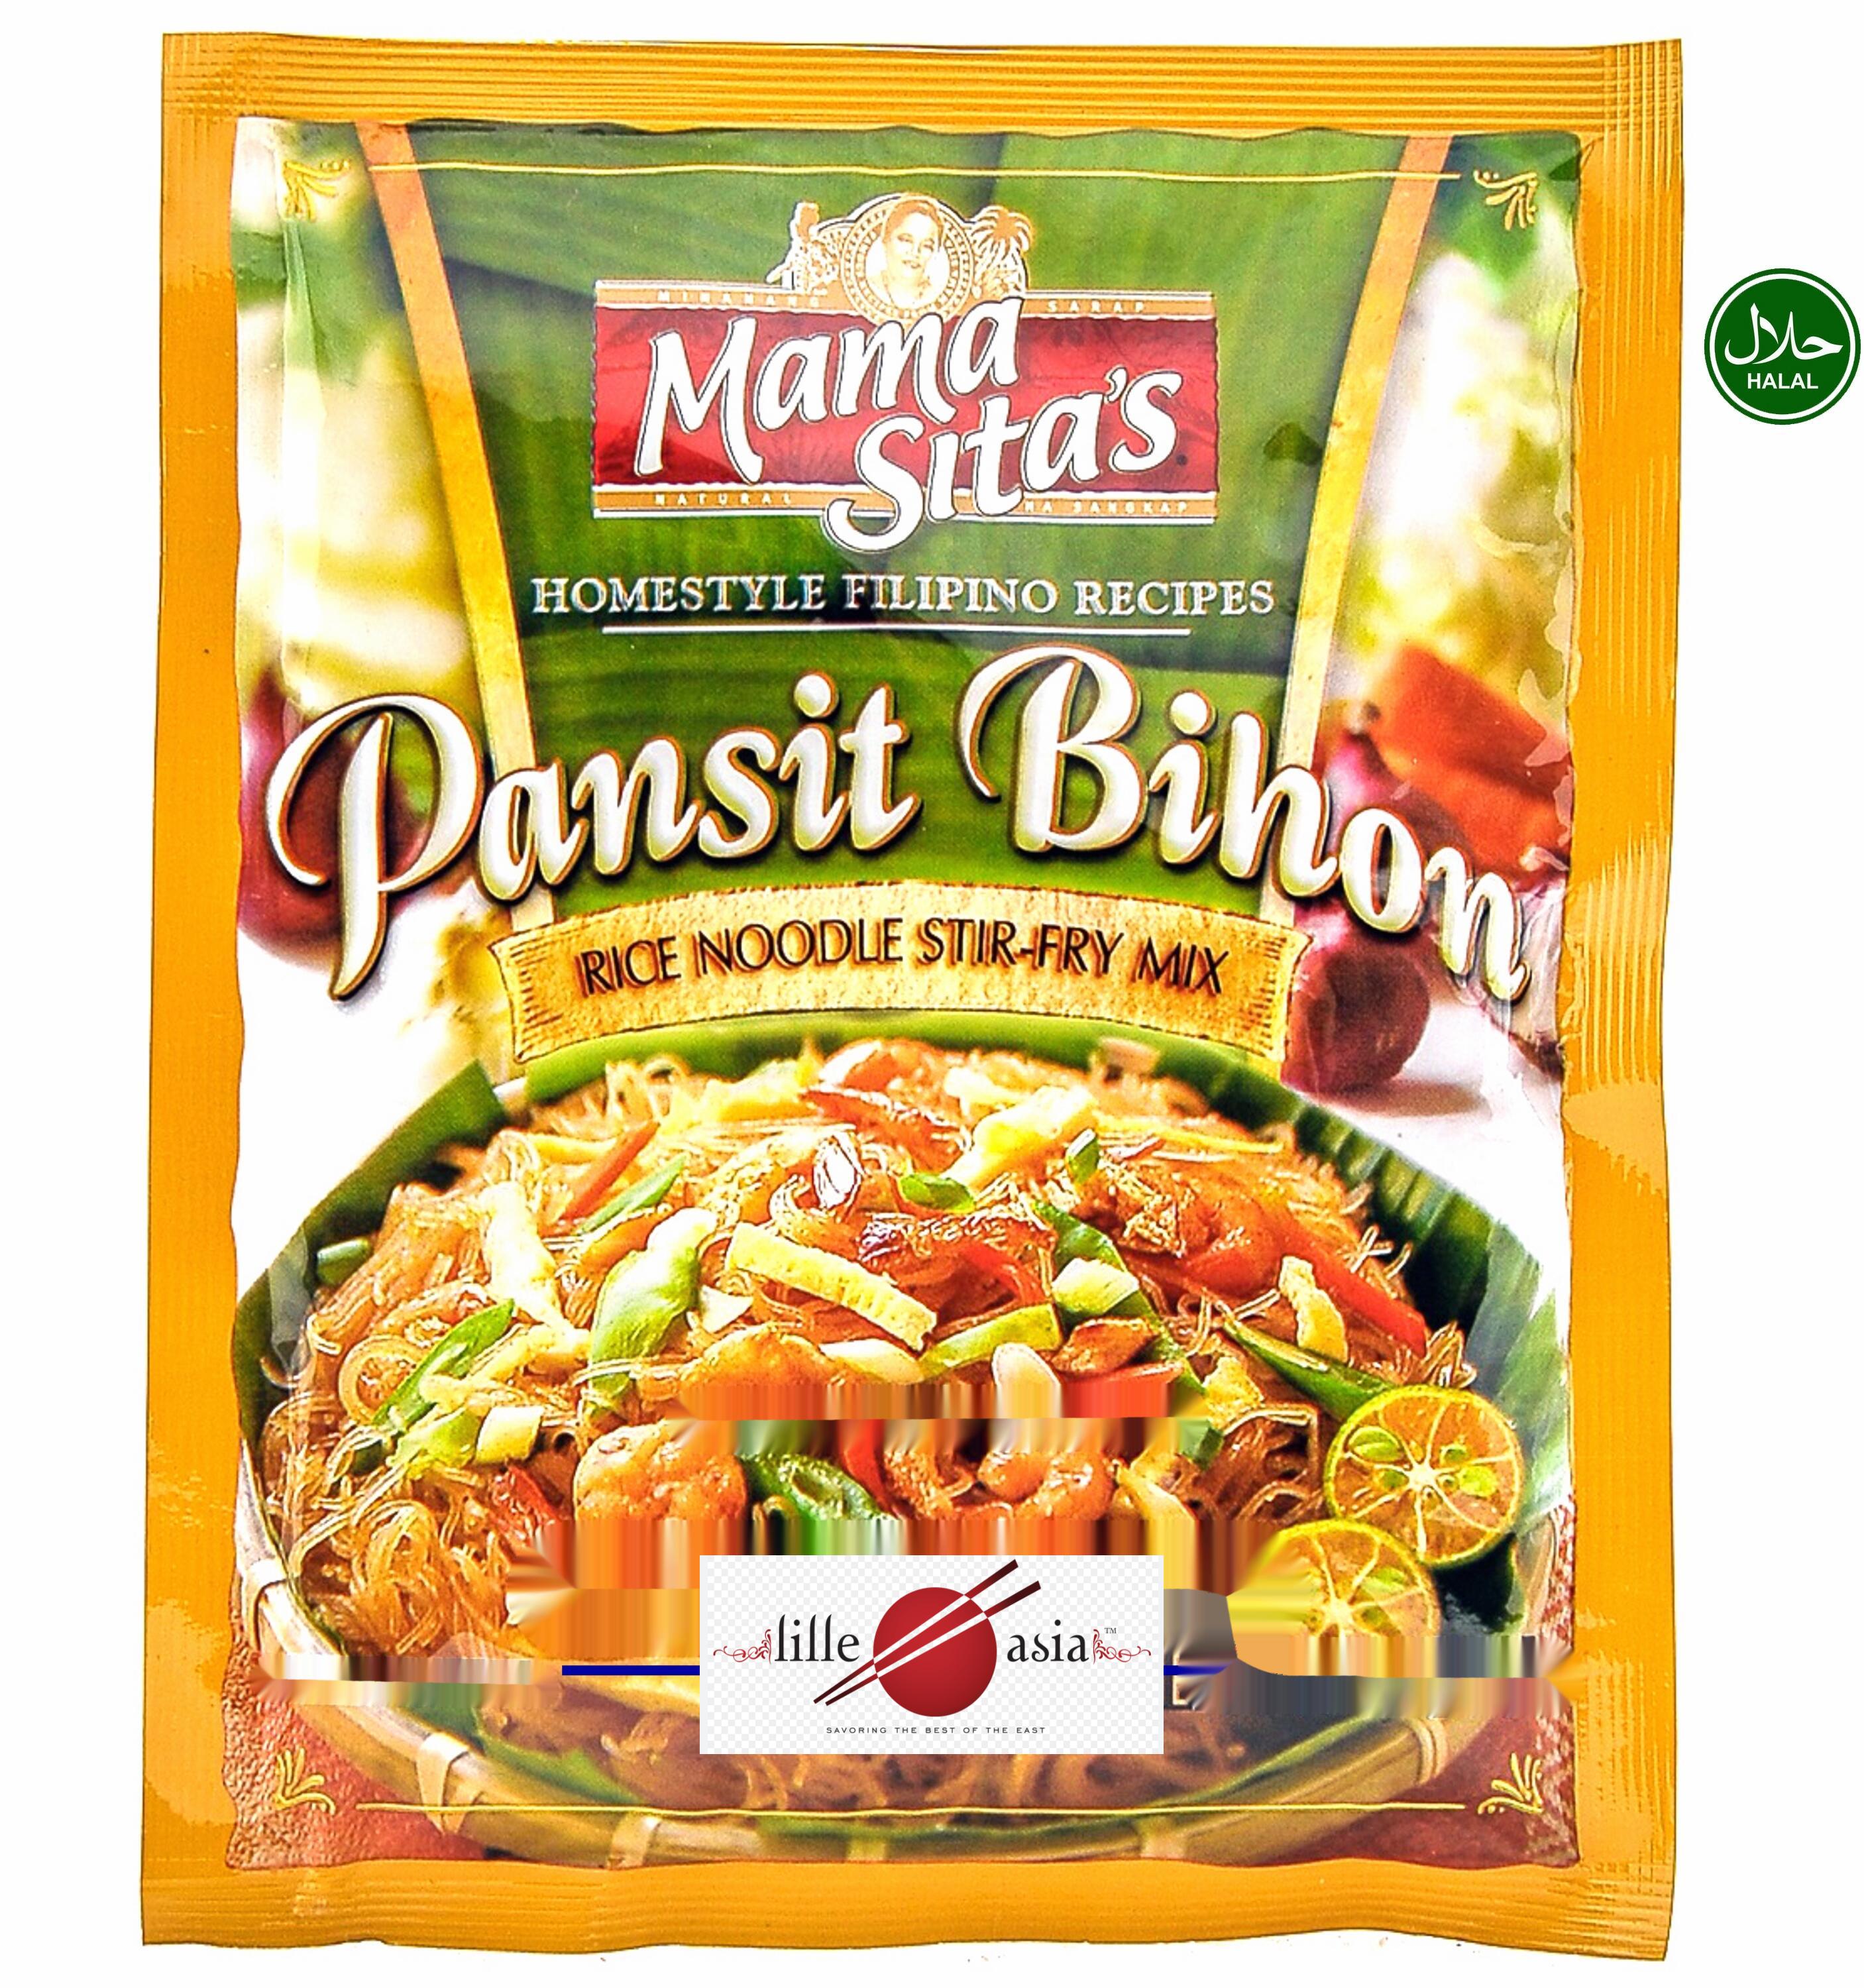 MINANANG SARAP
Mama
Sita's
NATURAL NA SANGKAP
حلال
HALAL
HOMESTYLE FILIPINO RECIPES
Pansit Bihon
RICE NOODLE STIR-FRY MIX
lille asia™
SAVORING THE BEST OF THE EAST